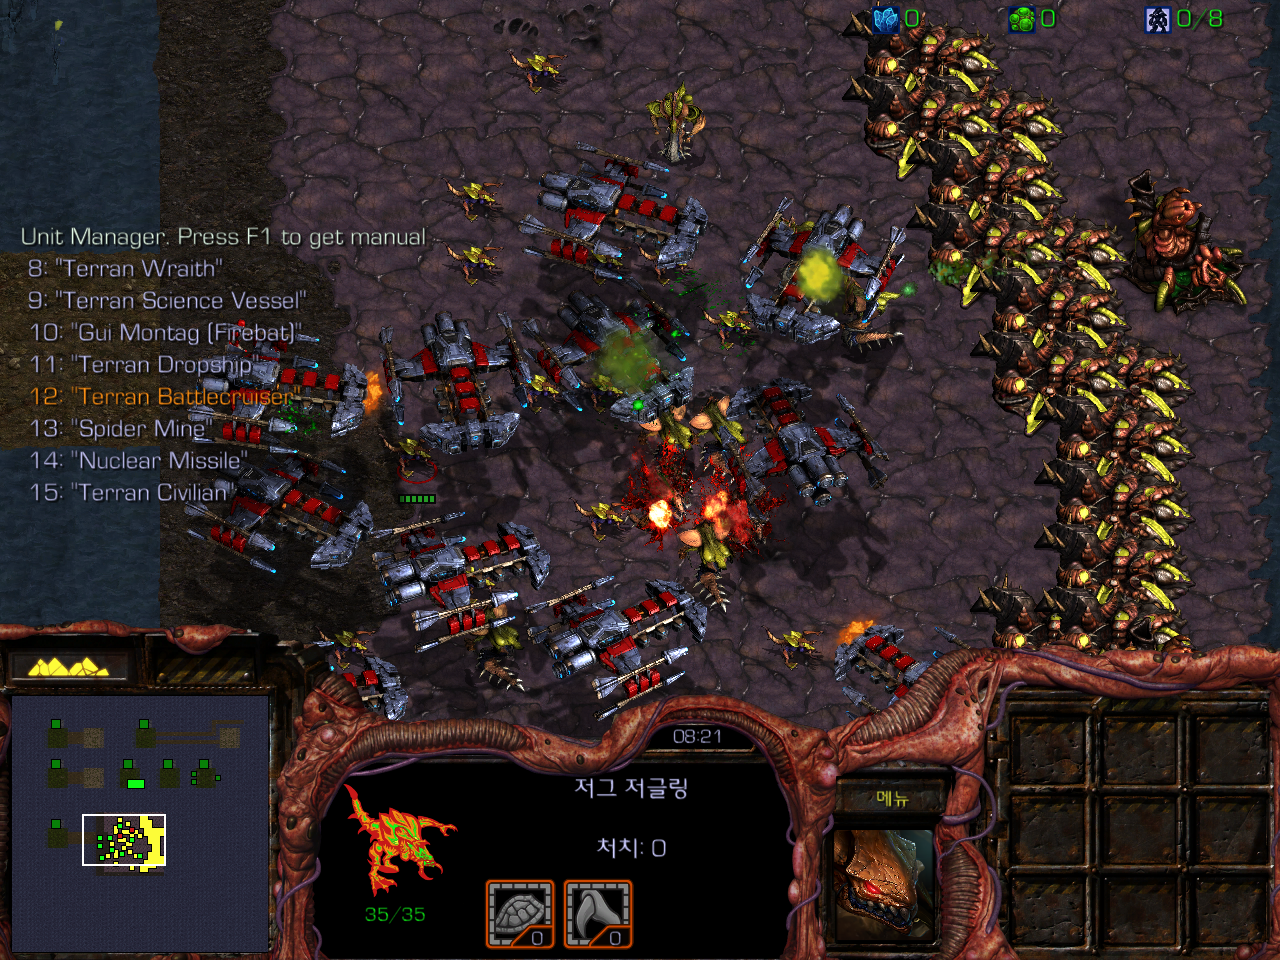 0
0
0/8
Unit Manager. Press F1 to get manual
8: "Terran Wraith"
9: "Terran Science Vessel"
10: "Gui Montag (Firebat)"
11: "Terran Dropship"
12: "Terran Battlecruiser"
13: "Spider Mine"
14: "Nuclear Missile"
15: "Terran Civilian"
08:21
저그 저글링
메뉴
처치: 0
35/35
0
0